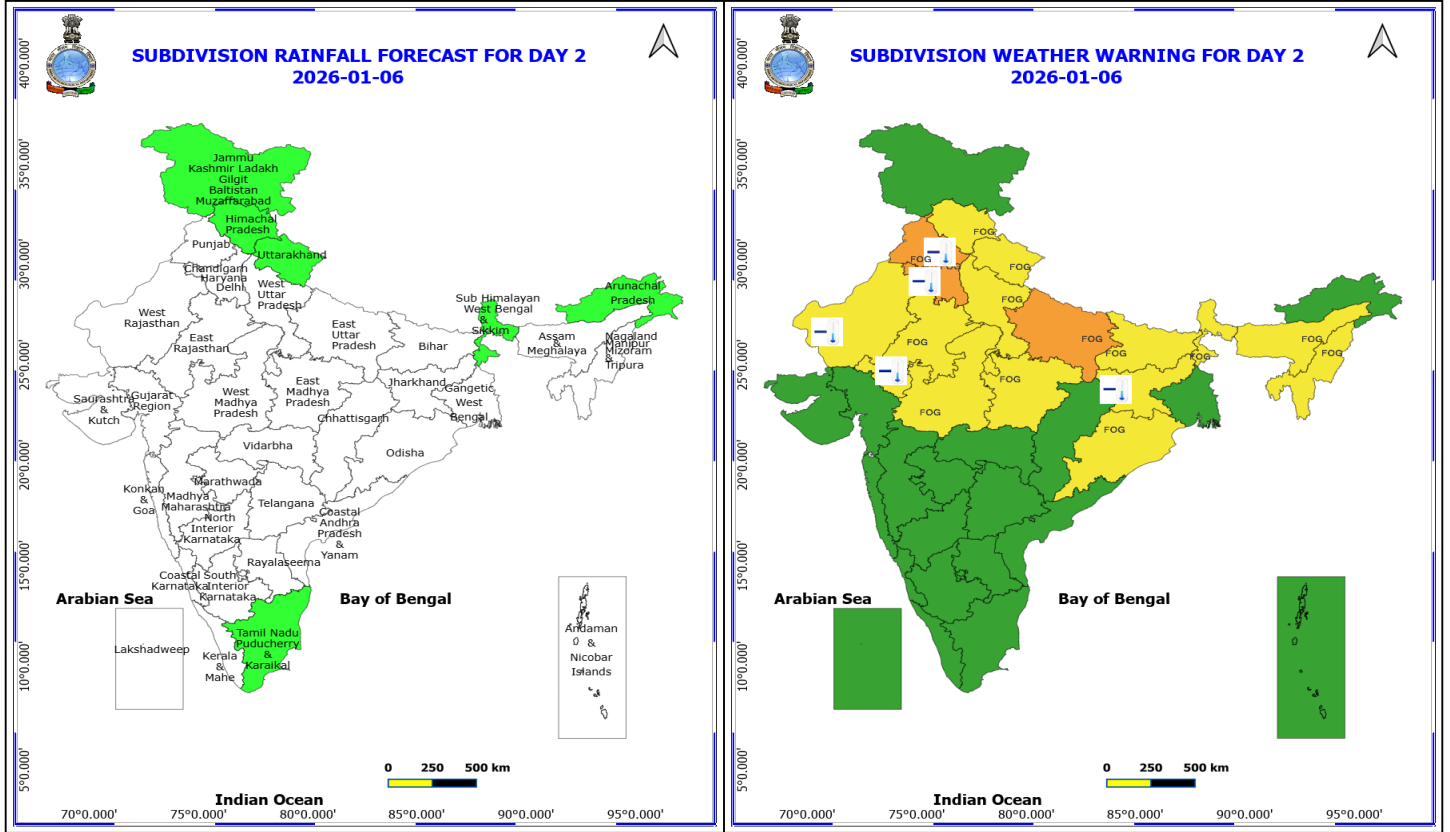 SUBDIVISION RAINFALL FORECAST FOR DAY 2
2026-01-06
40°0.000'
35°0.000'
30°0.000'
25°0.000'
20°0.000'
15°0.000'
10°0.000'
5°0.000'
Jammu
Kashmir Ladakh
Gilgit
Baltistan
Muzaffarabad
Himachal
Pradesh
Punjab
Uttarakhand
Chandigarh
Haryana
Delhi
West
Uttar
Pradesh
Arunachal
Pradesh
Sub Himalayan
West Bengal
&
Sikkim
West
Rajasthan
East
Rajasthan
East
Uttar
Pradesh
Bihar
Assam
&
Meghalaya
Nagaland
Manipur
Mizoram
&
Tripura
Saurashtra
&
Kutch
Gujarat
Region
West
Madhya
Pradesh
East
Madhya
Pradesh
Jharkhand
Gangetic
West
Bengal
Chhattisgarh
Vidarbha
Odisha
Konkan
&
Goa
Madhya
Maharashtra
Marathwada
Telangana
North
Interior
Karnataka
Coastal
Andhra
Pradesh
&
Yanam
Rayalaseema
Coastal
Karnataka
South
Interior
Karnataka
Arabian Sea
Bay of Bengal
Lakshadweep
Kerala
&
Mahe
Tamil Nadu
Puducherry
&
Karaikal
Andaman
&
Nicobar
Islands
0 250 500 km
Indian Ocean
70°0.000' 75°0.000' 80°0.000' 85°0.000' 90°0.000' 95°0.000'
SUBDIVISION WEATHER WARNING FOR DAY 2
2026-01-06
40°0.000'
35°0.000'
30°0.000'
25°0.000'
20°0.000'
15°0.000'
10°0.000'
5°0.000'
FOG
FOG
FOG
FOG
FOG
FOG
FOG
FOG
FOG
FOG
FOG
FOG
FOG
FOG
Arabian Sea
Bay of Bengal
0 250 500 km
Indian Ocean
70°0.000' 75°0.000' 80°0.000' 85°0.000' 90°0.000' 95°0.000'